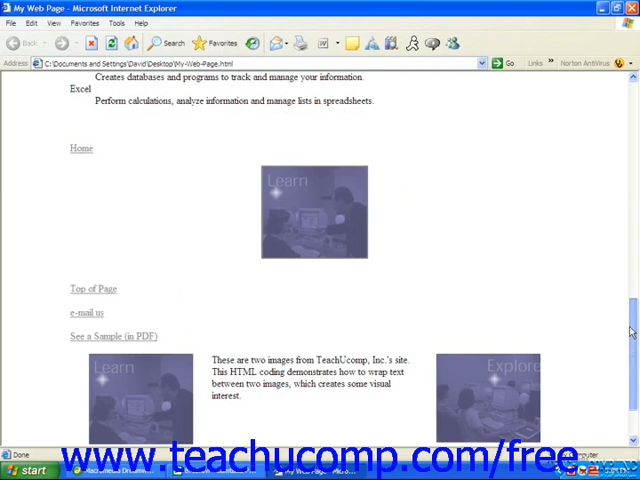 My Web Page - Microsoft Internet Explorer
File Edit View Favorites Tools Help
Back Search Favorites
Address C:\Documents and Settings\David\Desktop\My-Web-Page.html Go Links » Norton AntiVirus
Creates databases and programs to track and manage your information.
Excel
Perform calculations, analyze information and manage lists in spreadsheets.
Home
Learn
Top of Page
e-mail us
See a Sample (in PDF)
Learn
These are two images from TeachUcomp, Inc.'s site.
This HTML coding demonstrates how to wrap text
between two images, which creates some visual
interest.
Explore
Done
www.teachucomp.com/free
start